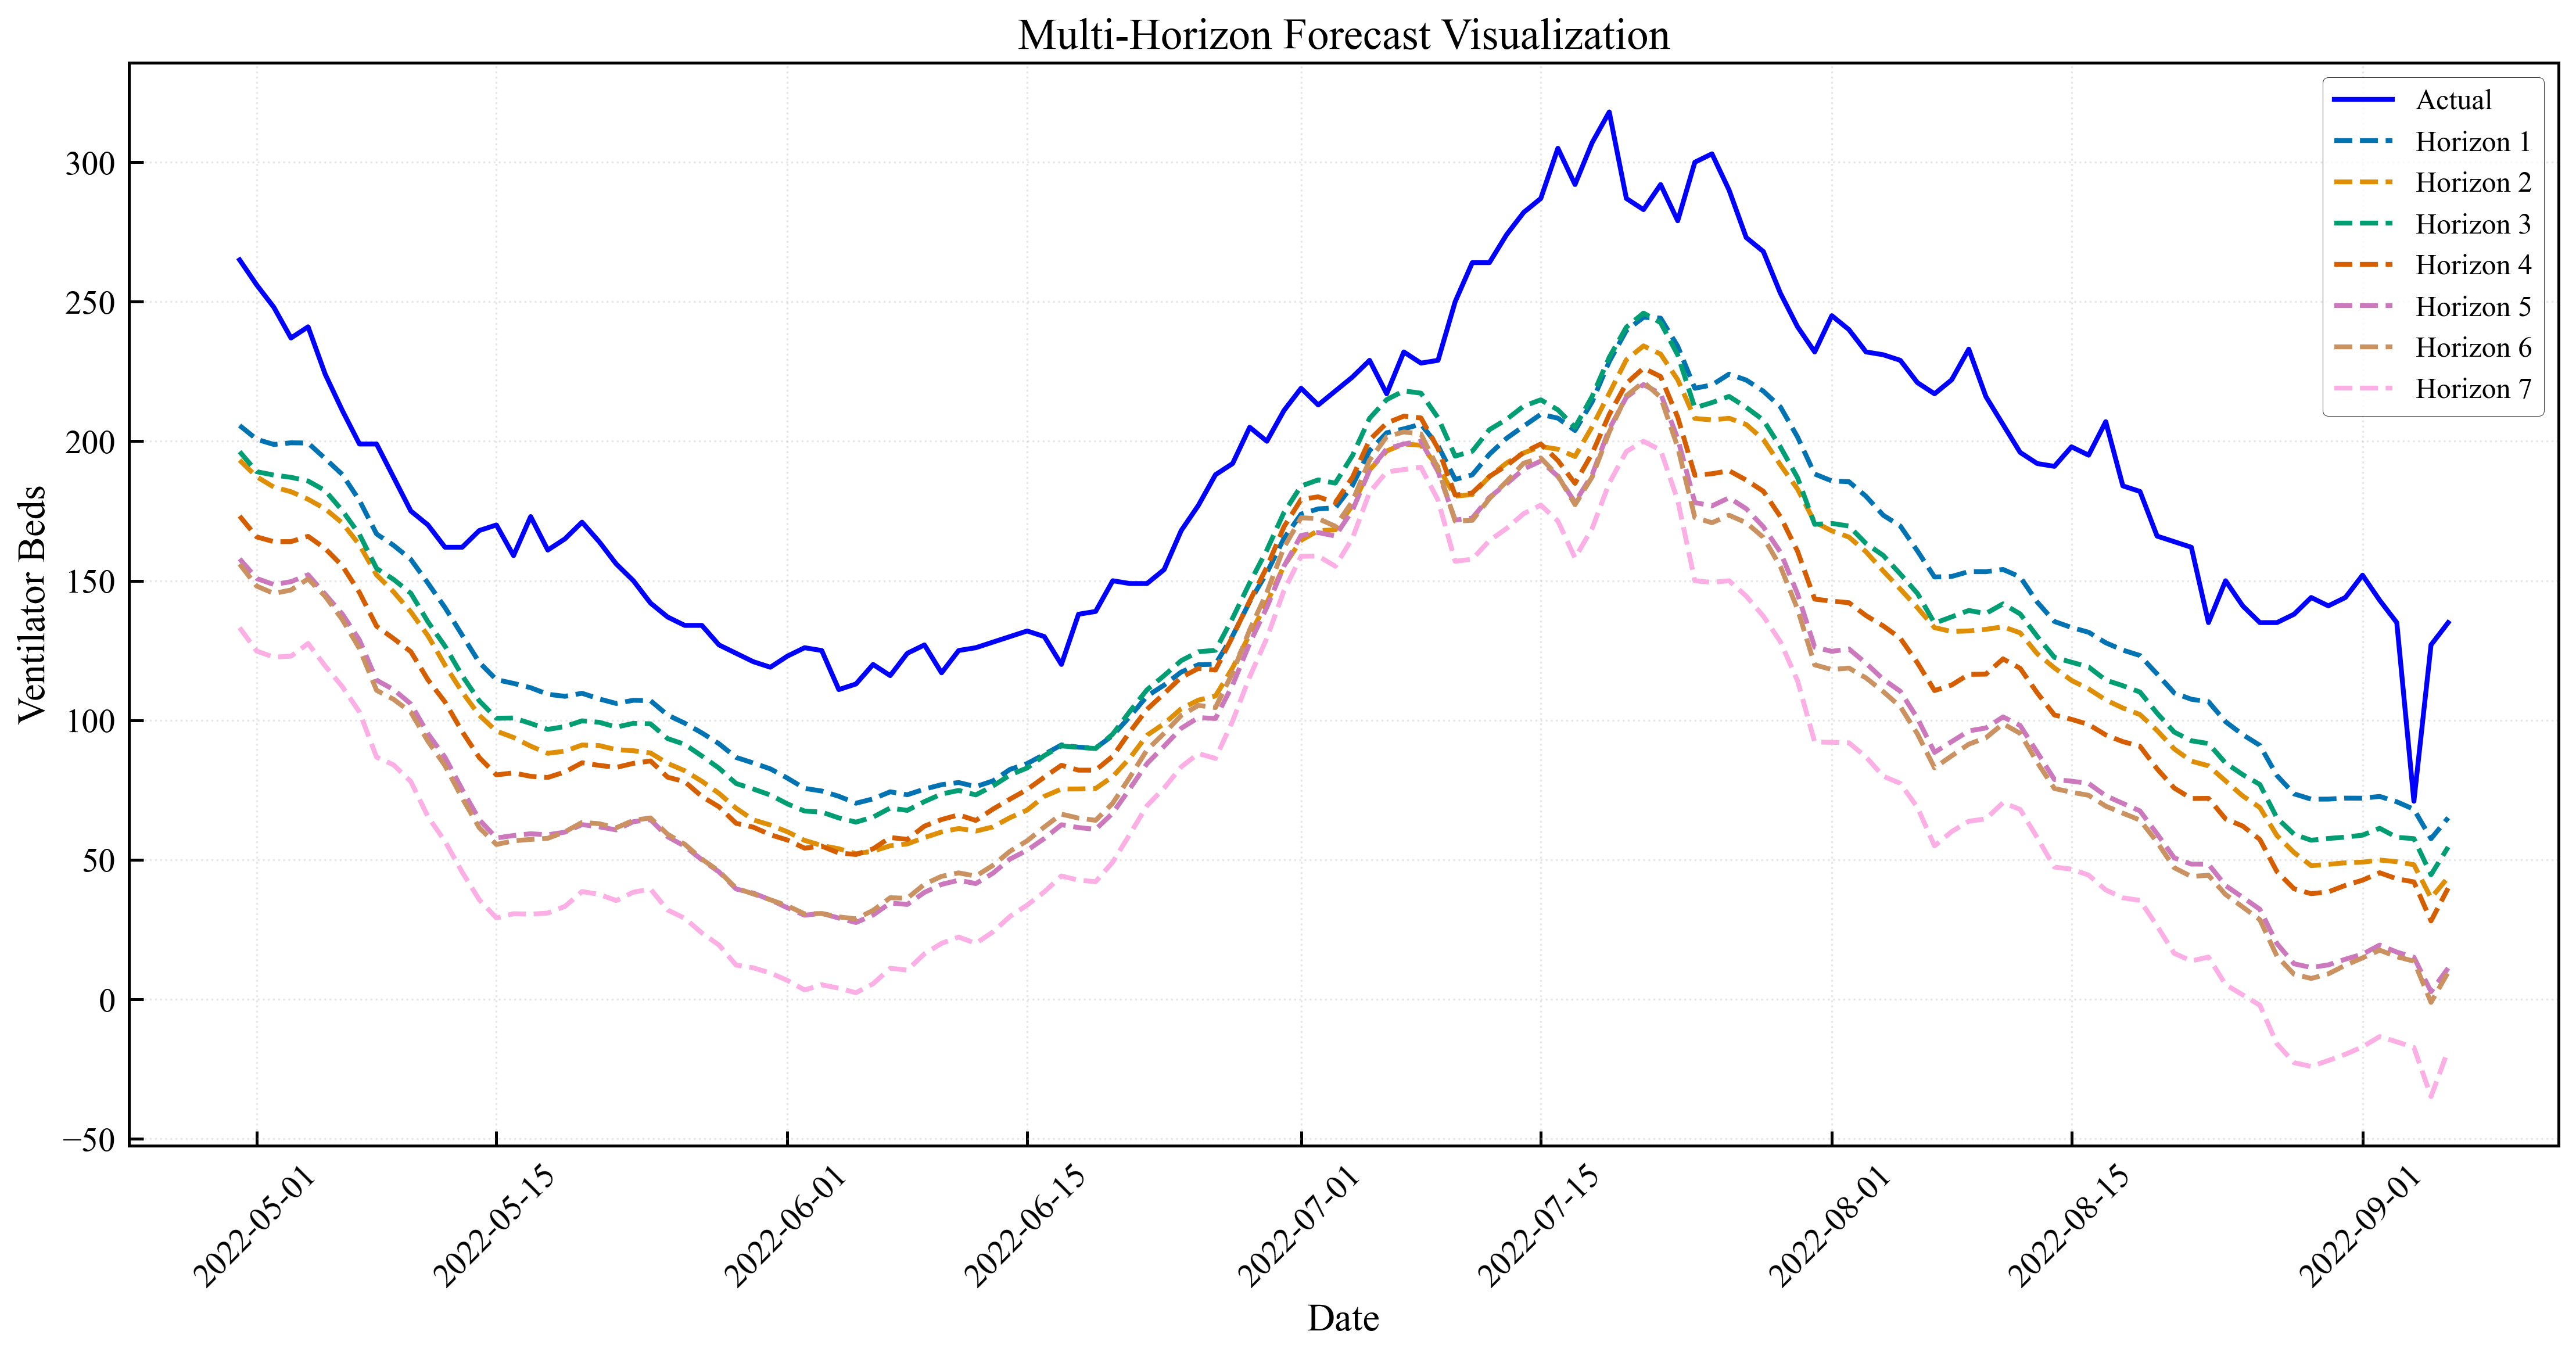 Multi-Horizon Forecast Visualization
Ventilator Beds
300
250
200
150
100
50
0
−50
Actual
Horizon 1
Horizon 2
Horizon 3
Horizon 4
Horizon 5
Horizon 6
Horizon 7
2022-05-01
2022-05-15
2022-06-01
2022-06-15
2022-07-01
2022-07-15
2022-08-01
2022-08-15
2022-09-01
Date